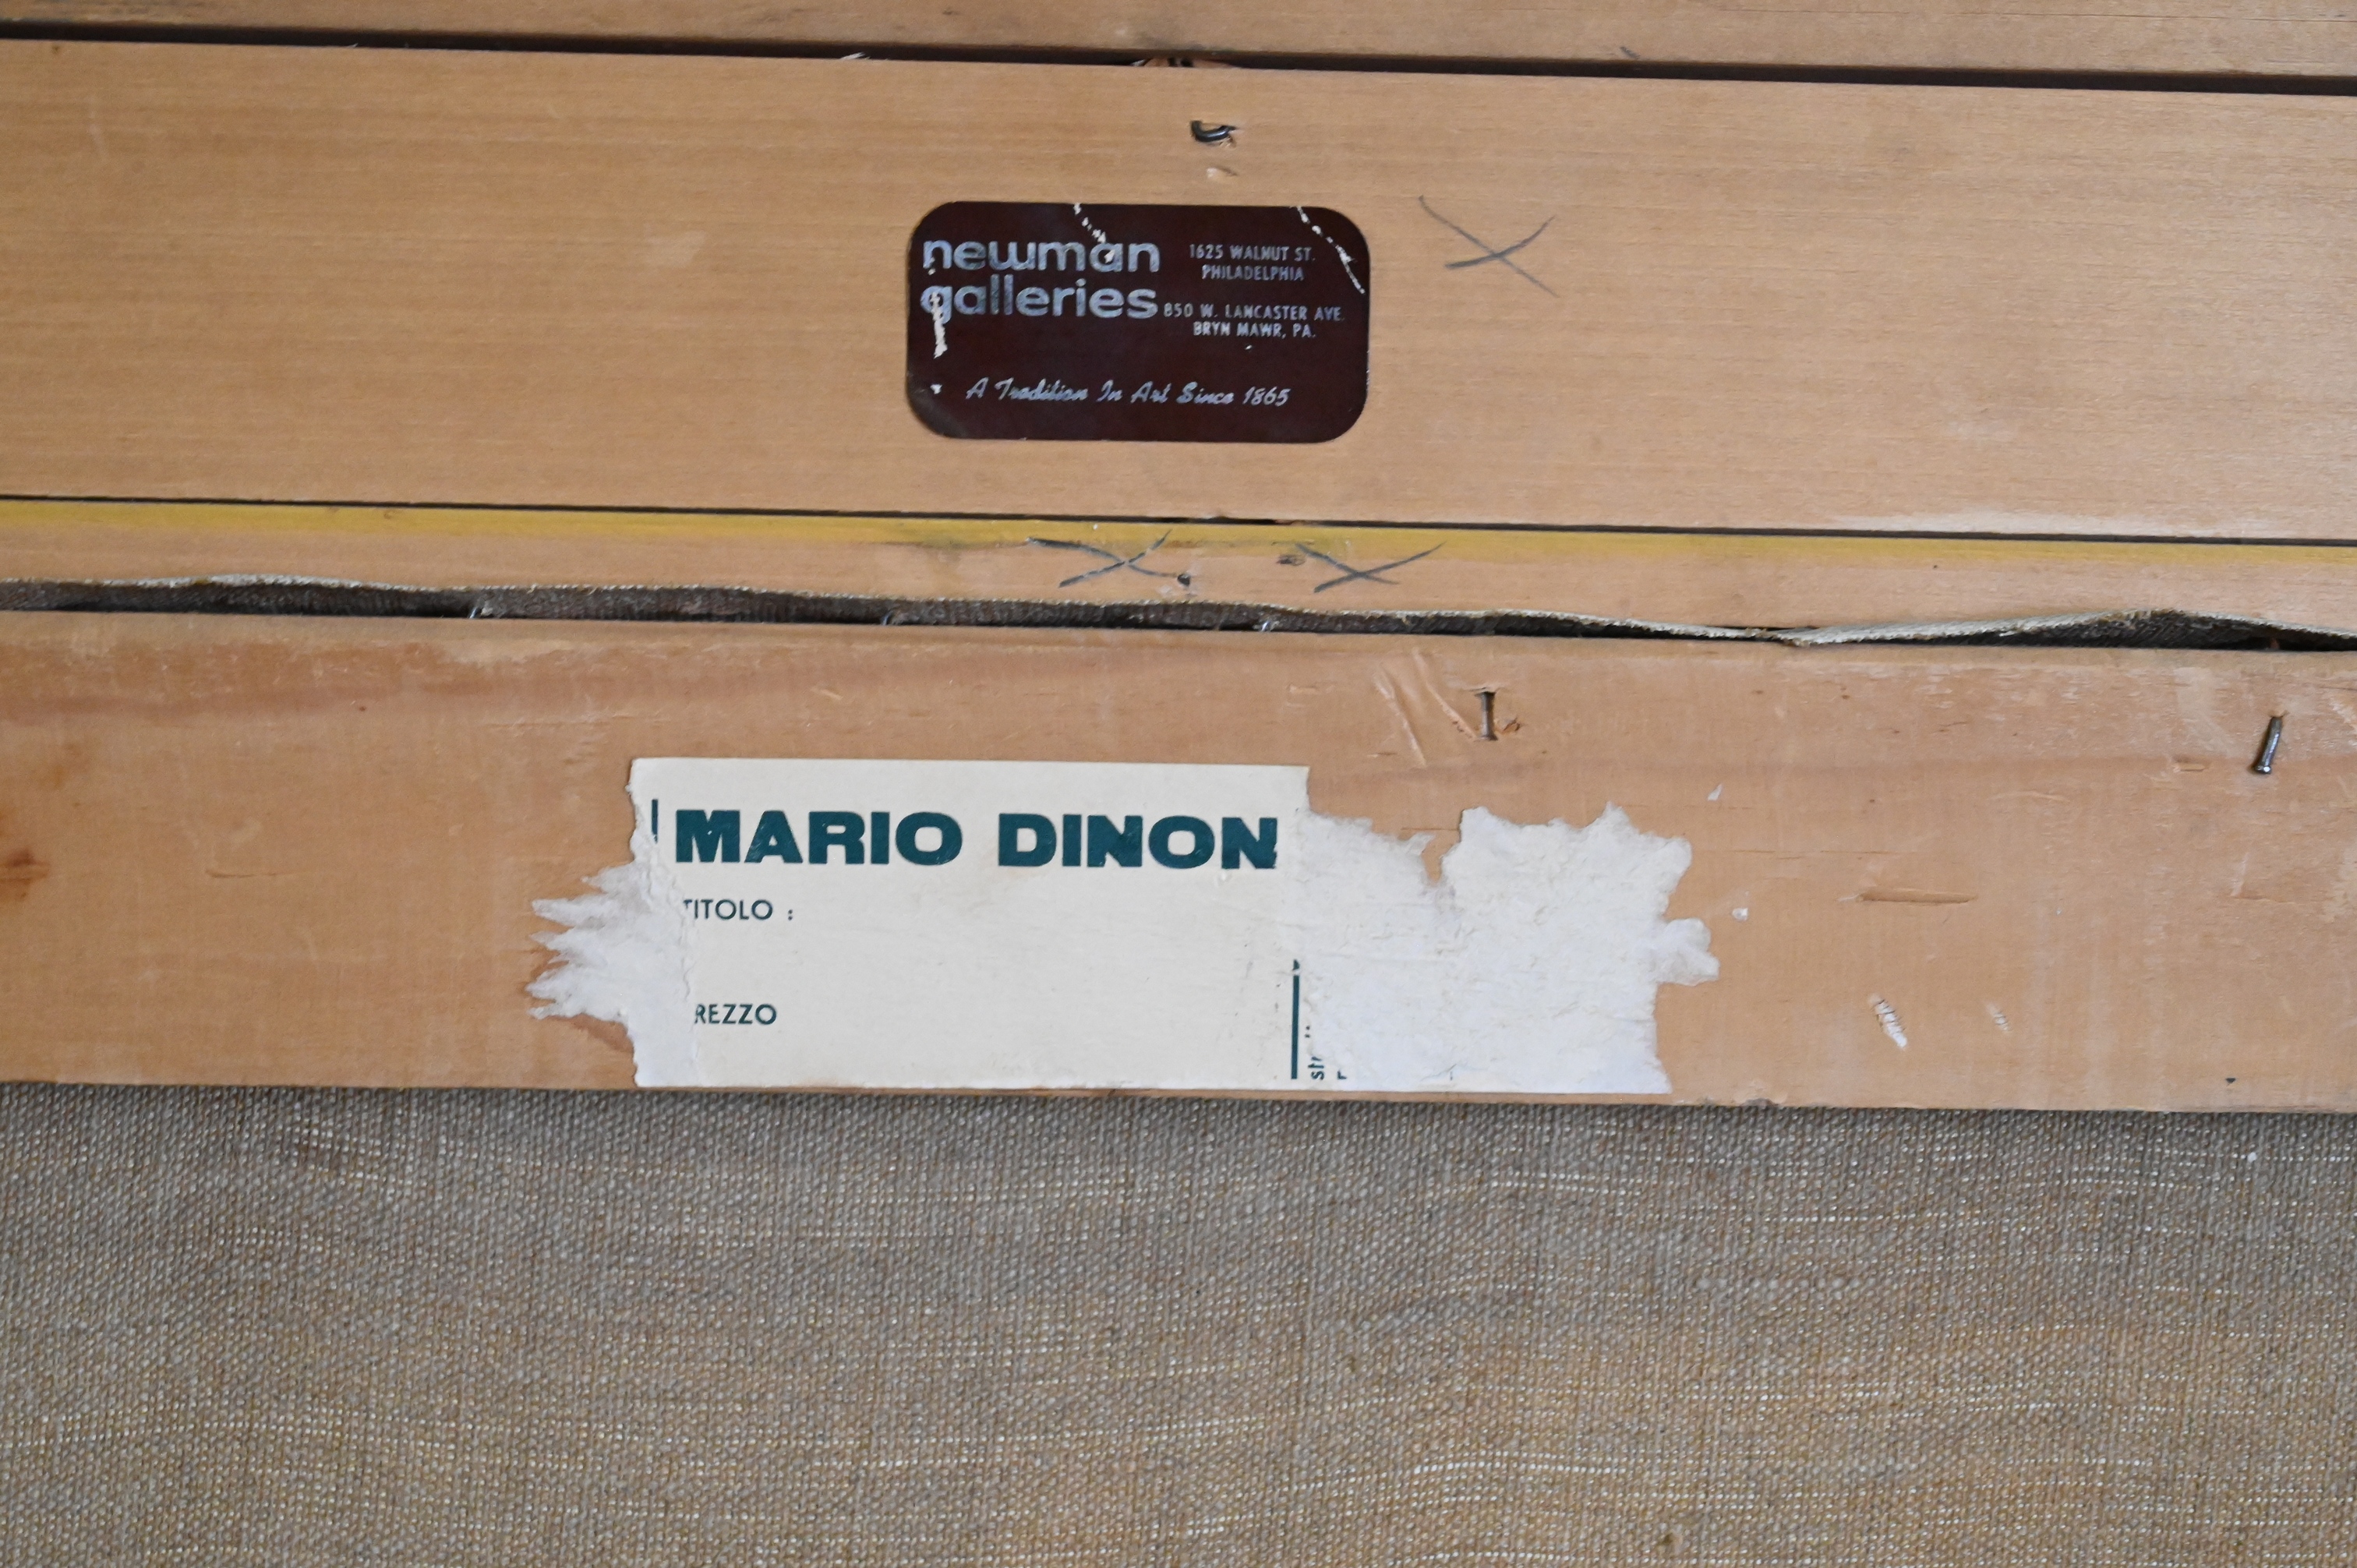 newman
galleries
1625 WALNUT ST.
PHILADELPHIA
850 W. LANCASTER AVE.
BRYN MAWR, PA.
A Tradition In Art Since 1865
MARIO DINON
TITOLO :
REZZO